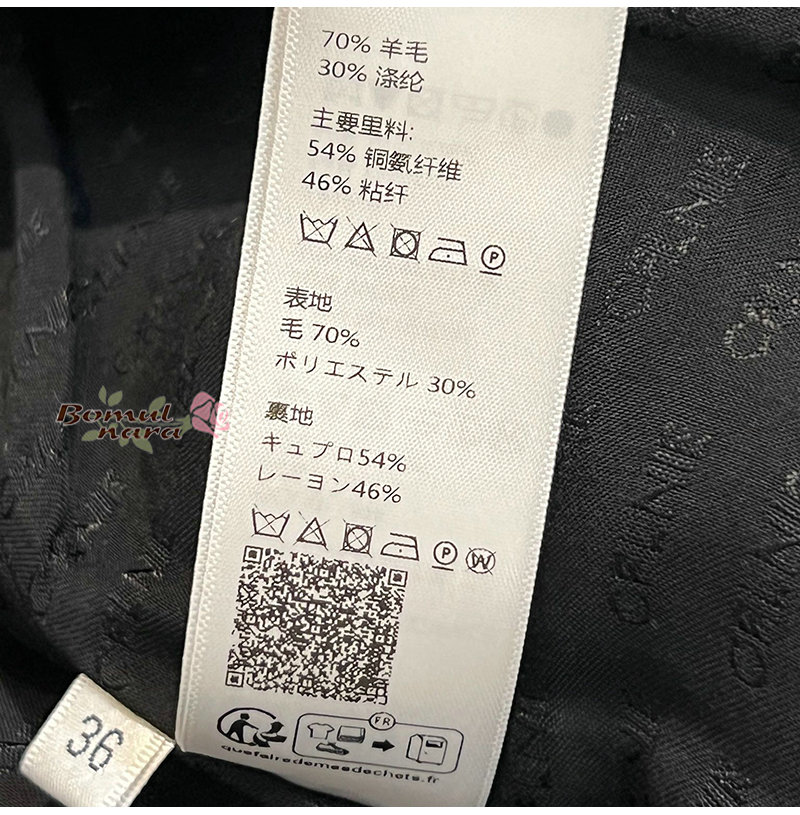 70% 羊毛
30% 涤纶
主要里料:
54% 铜氨纤维
46% 粘纤
P
表地
毛 70%
ポリエステル 30%
裏地
キュプロ54%
レーヨン46%
P W
FR
quefairedemesdechets.fr
36
Bomul
nara